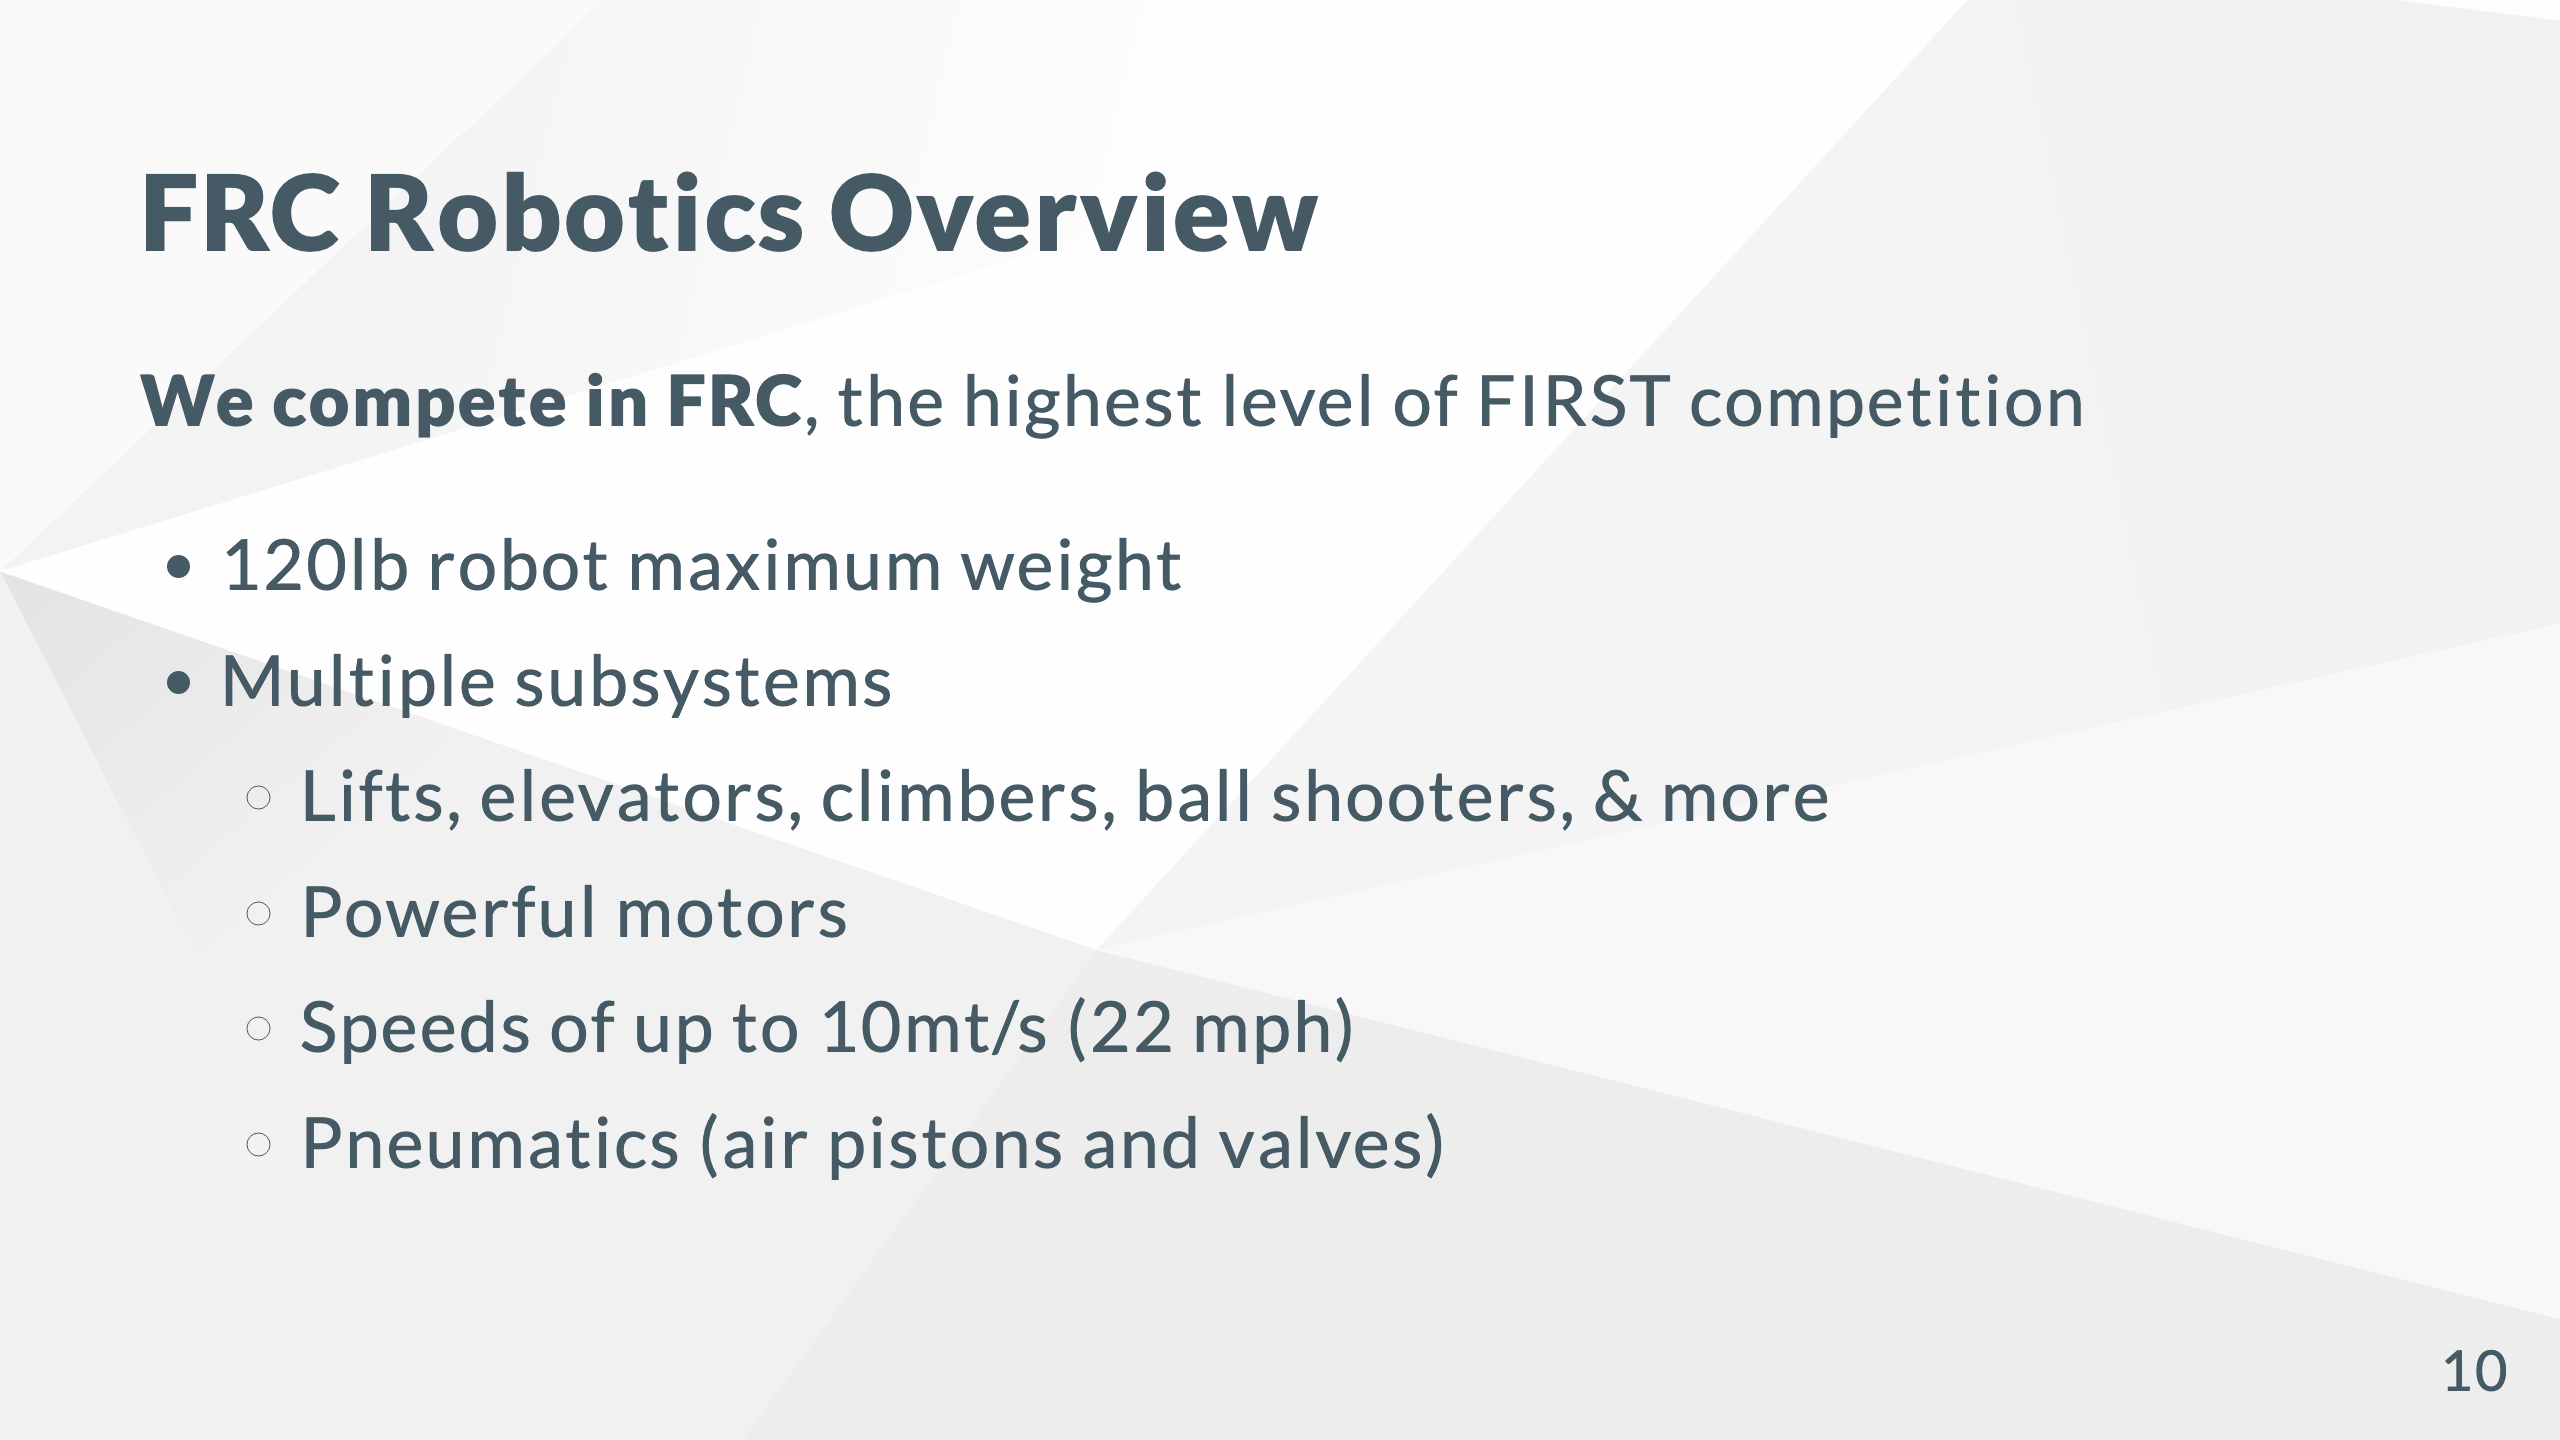 FRC Robotics Overview
We compete in FRC, the highest level of FIRST competition
• 120lb robot maximum weight
• Multiple subsystems
○ Lifts, elevators, climbers, ball shooters, & more
○ Powerful motors
○ Speeds of up to 10mt/s (22 mph)
○ Pneumatics (air pistons and valves)
10